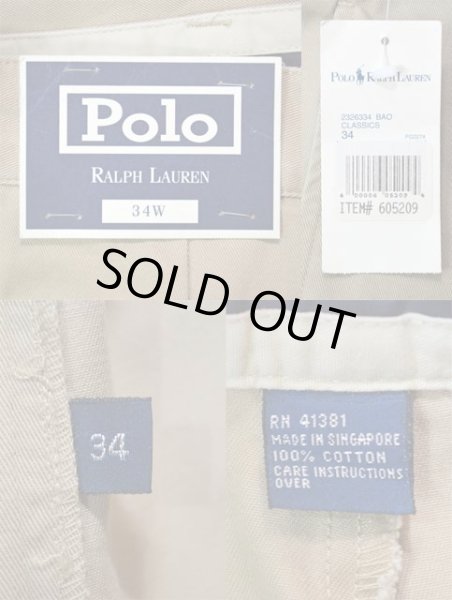 Polo
RALPH LAUREN
34W
POLO RALPH LAUREN
2326334 BAO
CLASSICS
34
ITEM# 605209
SOLD OUT
34
RN 41381
MADE IN SINGAPORE
100% COTTON
CARE INSTRUCTIONS
OVER